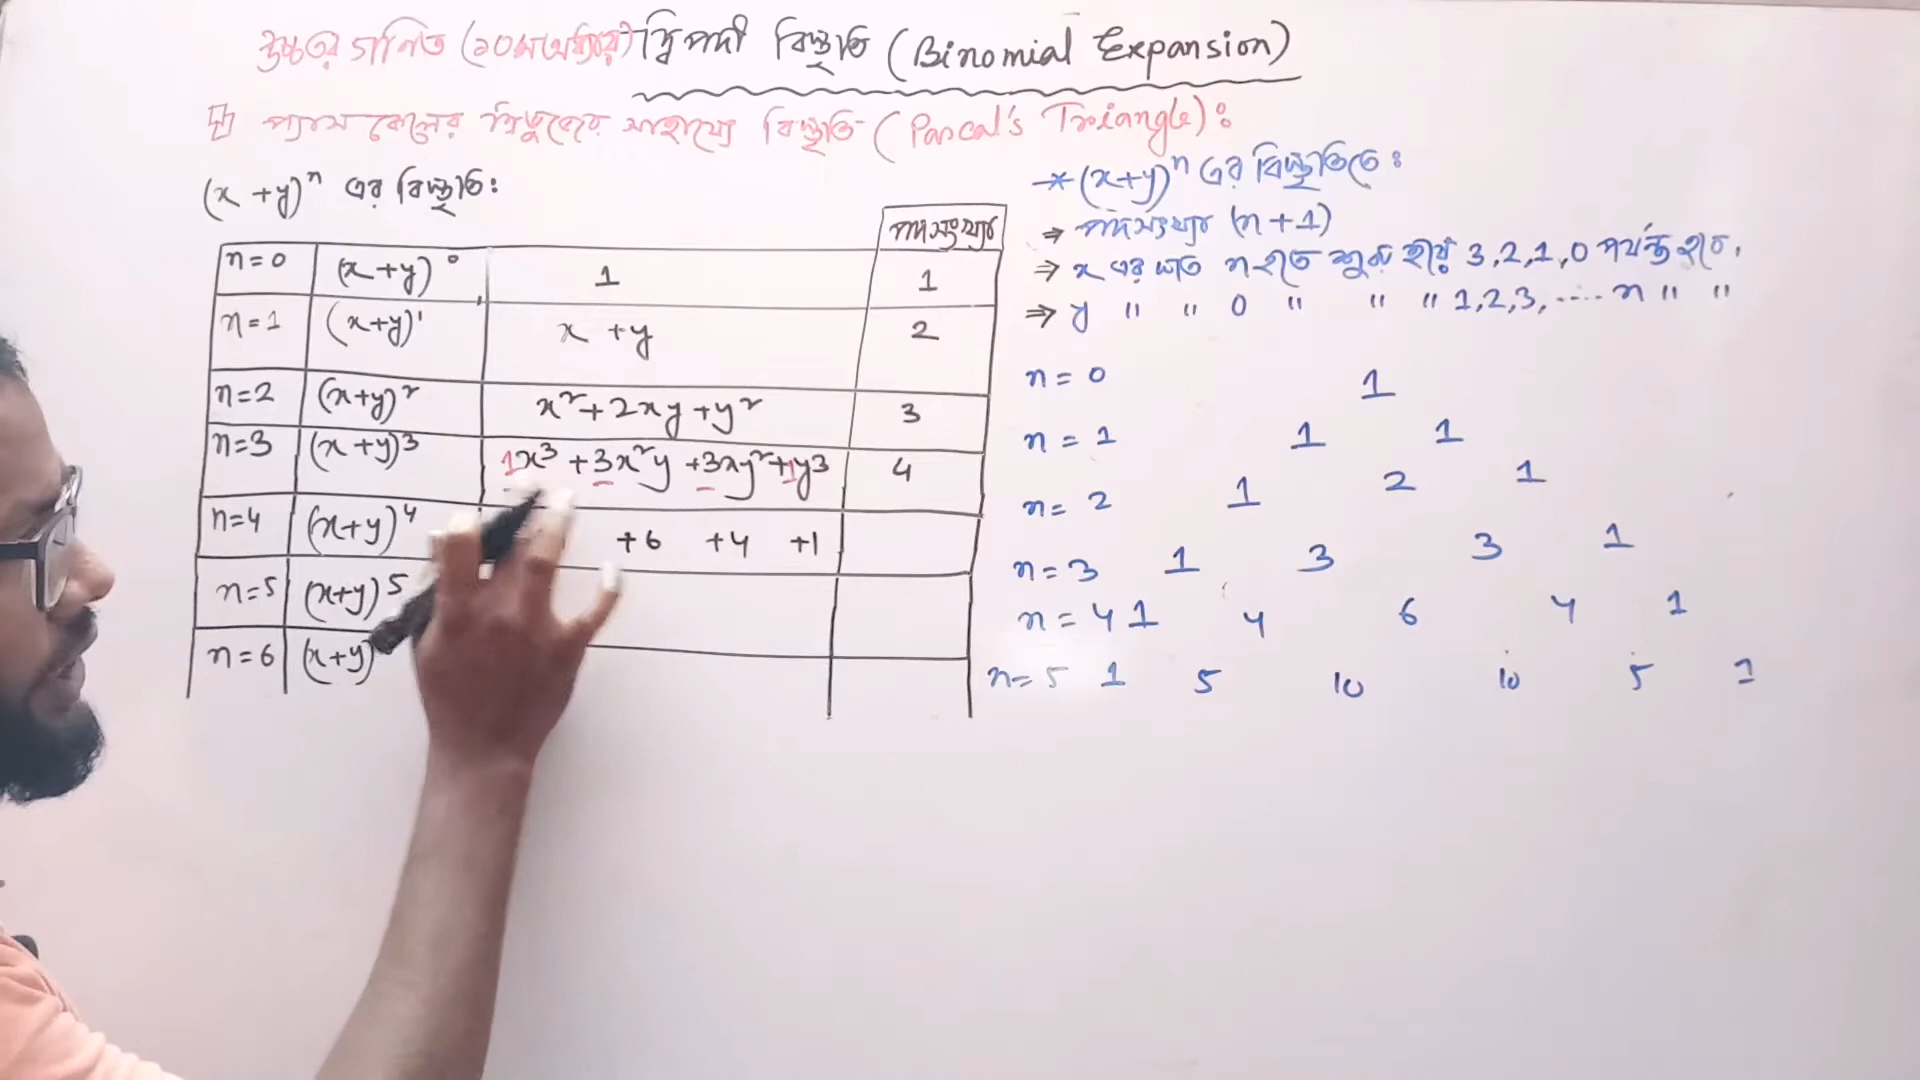 উচ্চতর গণিত (১০ম অধ্যায়) দ্বিপদী বিস্তৃতি (Binomial Expansion)
প্যাসকেলের ত্রিভুজের সাহায্যে বিস্তৃতি (Pascal's Triangle):
(x+y)ⁿ এর বিস্তৃতি:
পদসংখ্যা
n=0 (x+y)⁰ 1 1
n=1 (x+y)¹ x+y 2
n=2 (x+y)² x²+2xy+y² 3
n=3 (x+y)³ 1x³+3x²y+3xy²+1y³ 4
n=4 (x+y)⁴ +6 +4 +1
n=5 (x+y)⁵
n=6 (x+y)
* (x+y)ⁿ এর বিস্তৃতিতে:
⇒ পদসংখ্যা (n+1)
⇒ x এর ঘাত n হতে শুরু হয়ে 3,2,1,0 পর্যন্ত হবে.
⇒ y " " 0 " " " 1,2,3,.... n " "
n=0 1
n=1 1 1
n=2 1 2 1
n=3 1 3 3 1
n=4 1 4 6 4 1
n=5 1 5 10 10 5 1